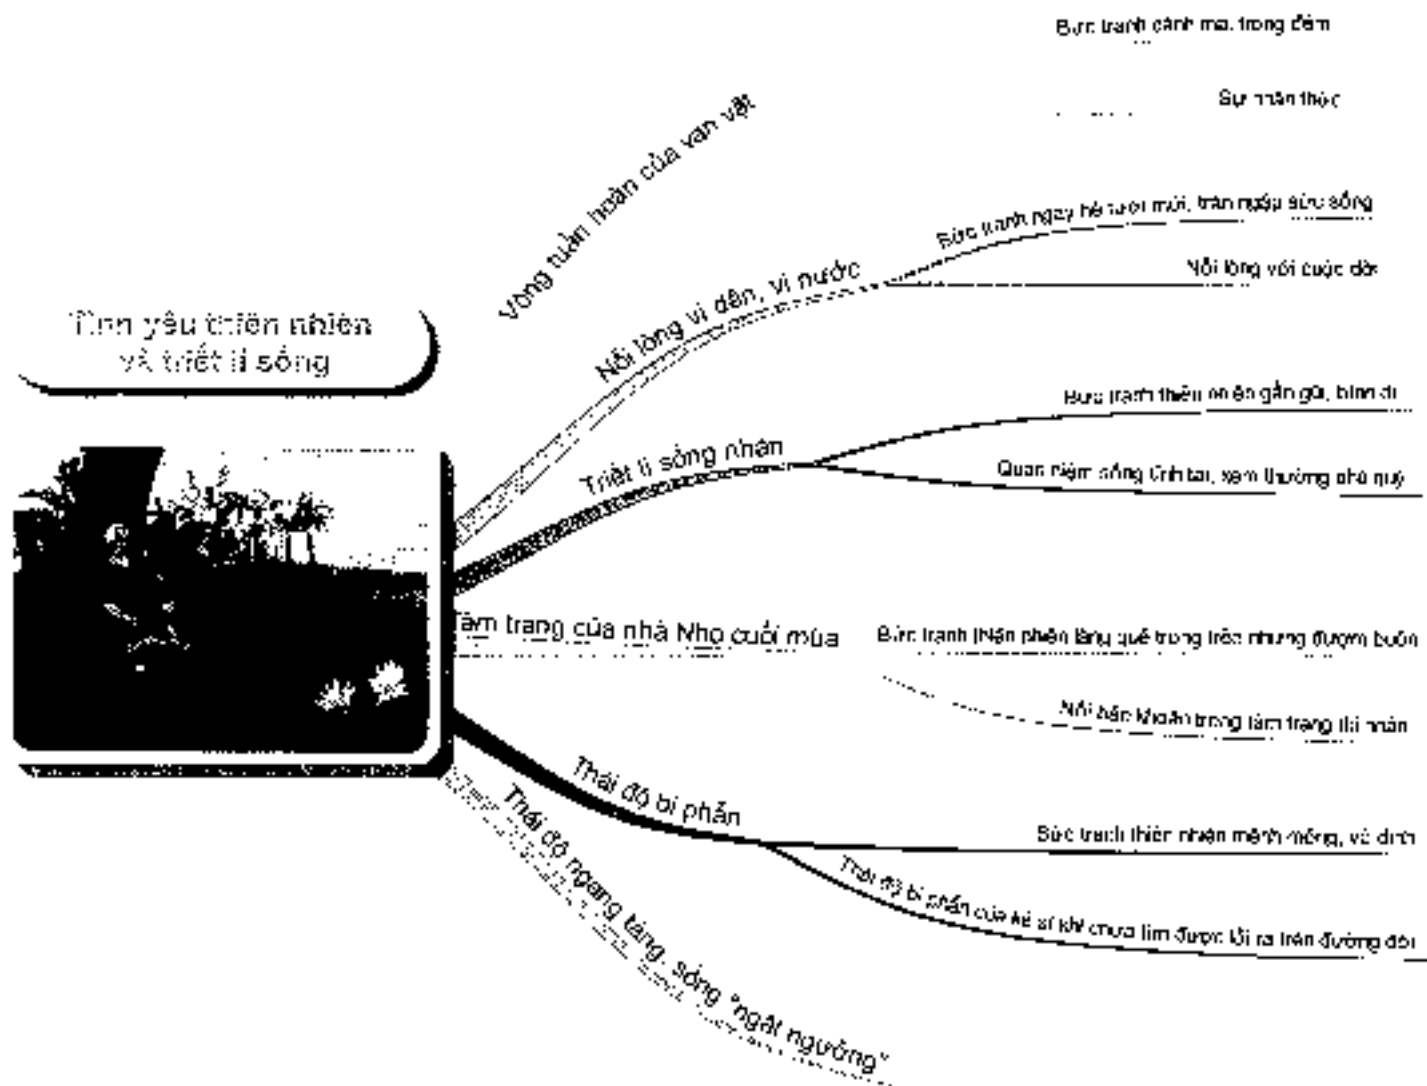 Tình yêu thiên nhiên
và triết lí sống
Vòng tuần hoàn của vạn vật
Bức tranh cành mai trong đêm
Sự nhận thức
Nỗi lòng vì dân, vì nước
Bức tranh ngày hè tươi mới, tràn ngập sức sống
Nỗi lòng với cuộc đời
Triết lí sống nhàn
Bức tranh thiên nhiên gần gũi, bình dị
Quan niệm sống tĩnh tại, xem thường phú quý
Tâm trạng của nhà Nho cuối mùa
Bức tranh thiên nhiên làng quê trong trẻo nhưng đượm buồn
Nỗi băn khoăn trong tâm trạng thi nhân
Thái độ bi phẫn
Bức tranh thiên nhiên mênh mông, vô định
Thái độ bi phẫn của kẻ sĩ khi chưa tìm được lối ra trên đường đời
Thái độ ngang tàng, sống "ngất ngưởng"